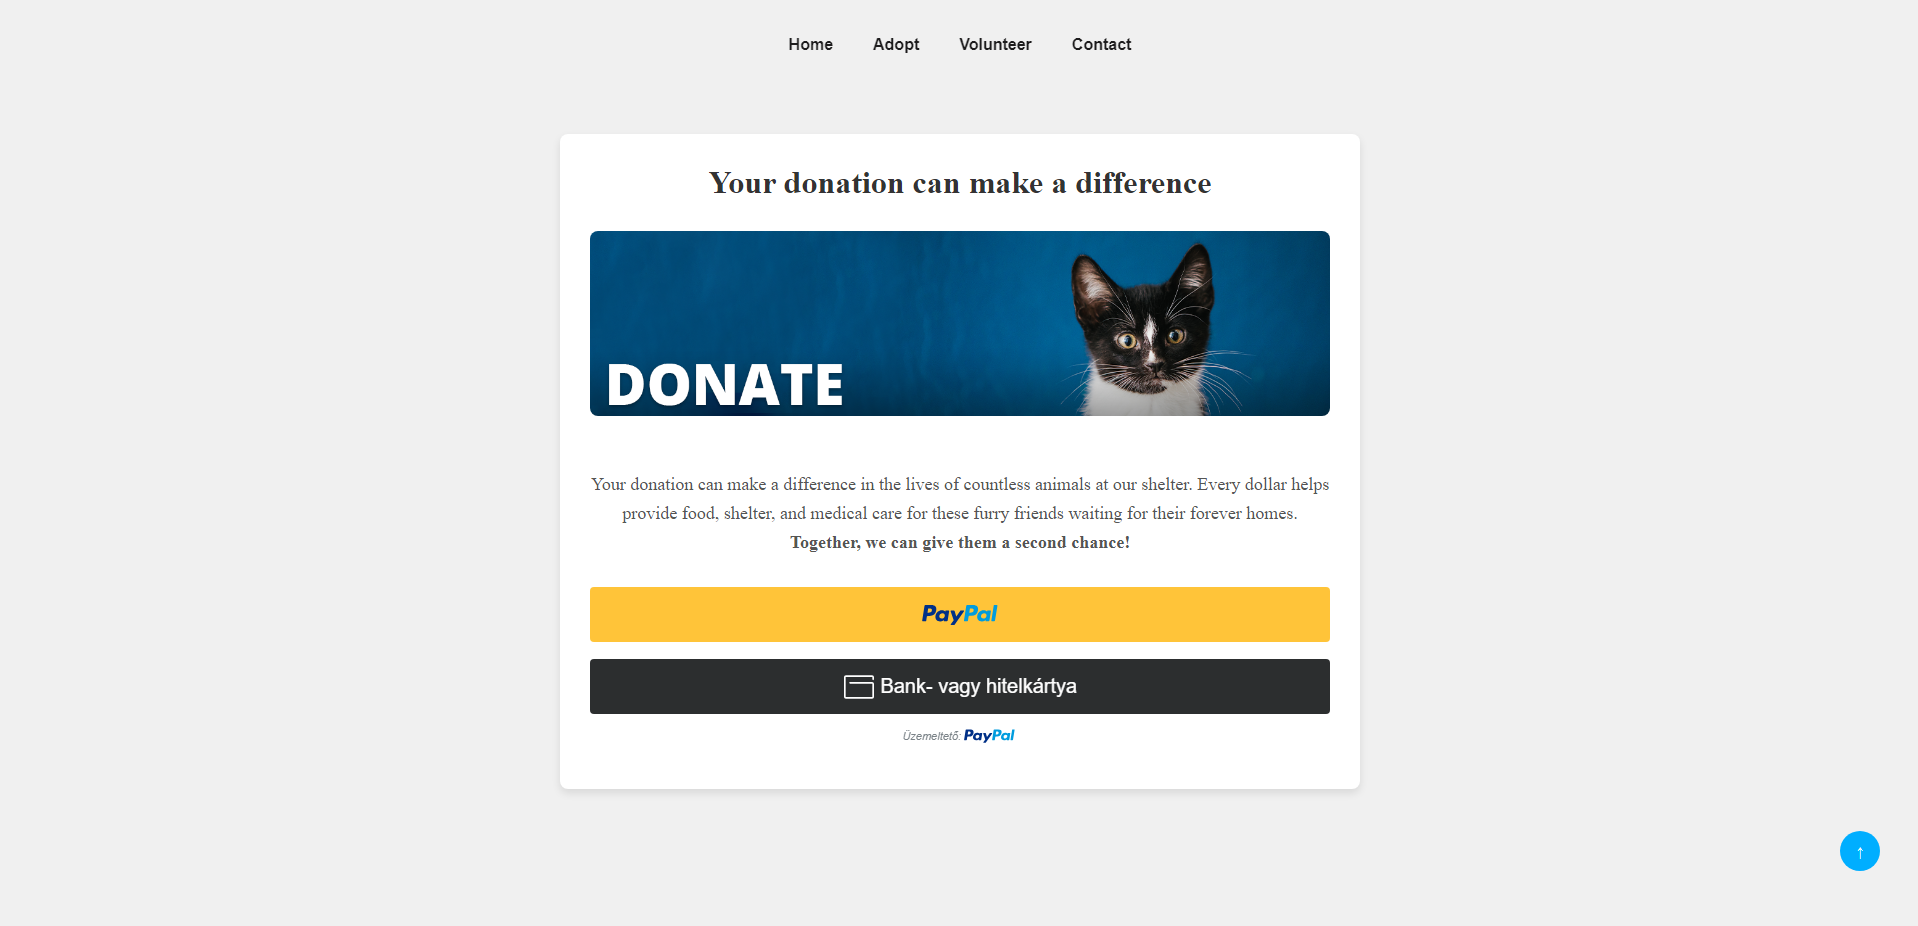 Home Adopt Volunteer Contact
Your donation can make a difference
DONATE
Your donation can make a difference in the lives of countless animals at our shelter. Every dollar helps
provide food, shelter, and medical care for these furry friends waiting for their forever homes.
Together, we can give them a second chance!
PayPal
Bank- vagy hitelkártya
Üzemeltető: PayPal
↑